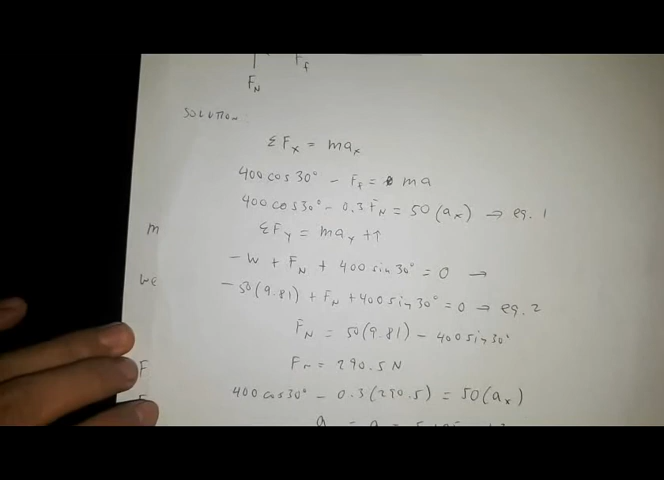 F_f
F_N
SOLUTION:
ΣF_x = ma_x
400 cos 30° - F_f = ma
400 cos 30° - 0.3 F_N = 50 (a_x) → eq. 1
m
ΣF_y = ma_y +↑
-W + F_N + 400 sin 30° = 0 →
we
-50(9.81) + F_N + 400 sin 30° = 0 → eq. 2
F_N = 50(9.81) - 400 sin 30°
F
F_N = 290.5 N
F
400 cos 30° - 0.3 (290.5) = 50 (a_x)